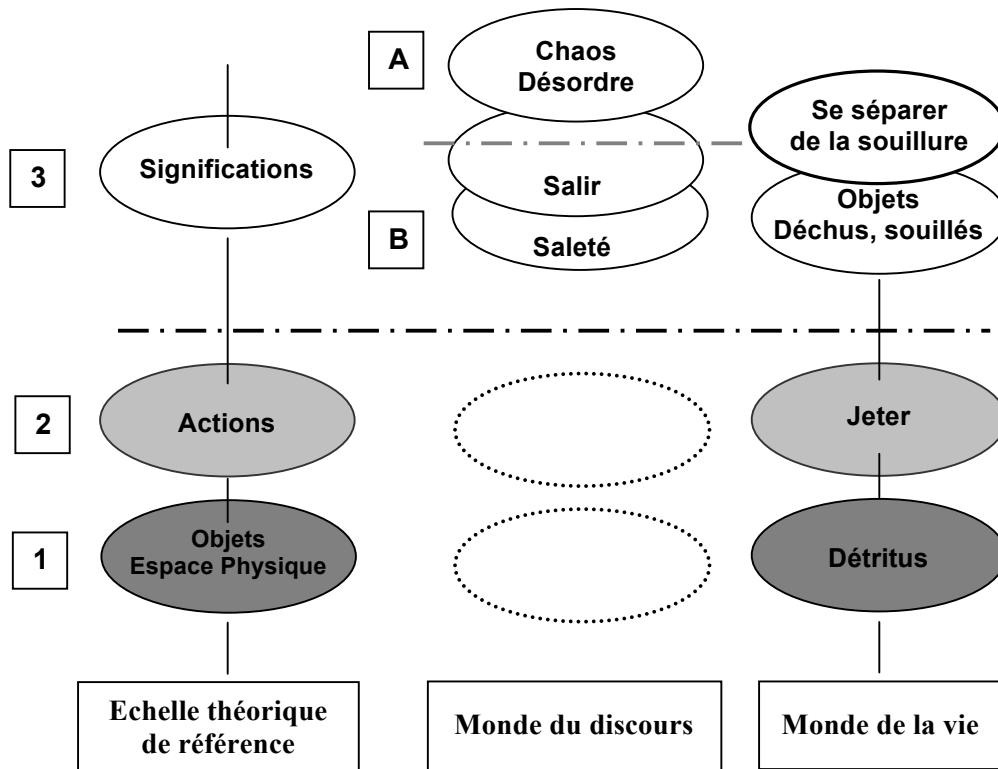 A
Chaos
Désordre
Se séparer
de la souillure
3
Significations
Salir
Objets
Déchus, souillés
B
Saleté
2
Actions
Jeter
1
Objets
Espace Physique
Détritus
Echelle théorique
de référence
Monde du discours
Monde de la vie